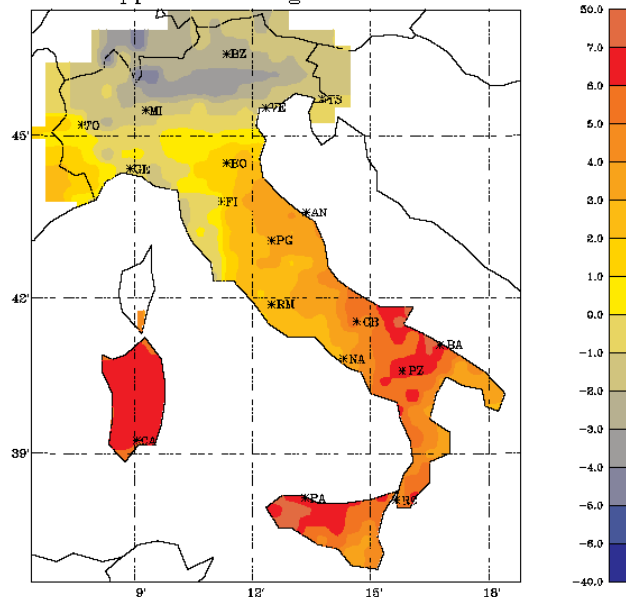 50.0
7.0
*BZ
6.0
*TS
*VE
*MI
5.0
*TO
45'
4.0
*BO
*GE
3.0
*FI
*AN
2.0
*PG
1.0
42'
*RM
0.0
*CB
*BA
-1.0
*NA
*PZ
-2.0
-3.0
*CA
39'
-4.0
*PA
*RC
-5.0
-6.0
-40.0
9'
12'
15'
18'